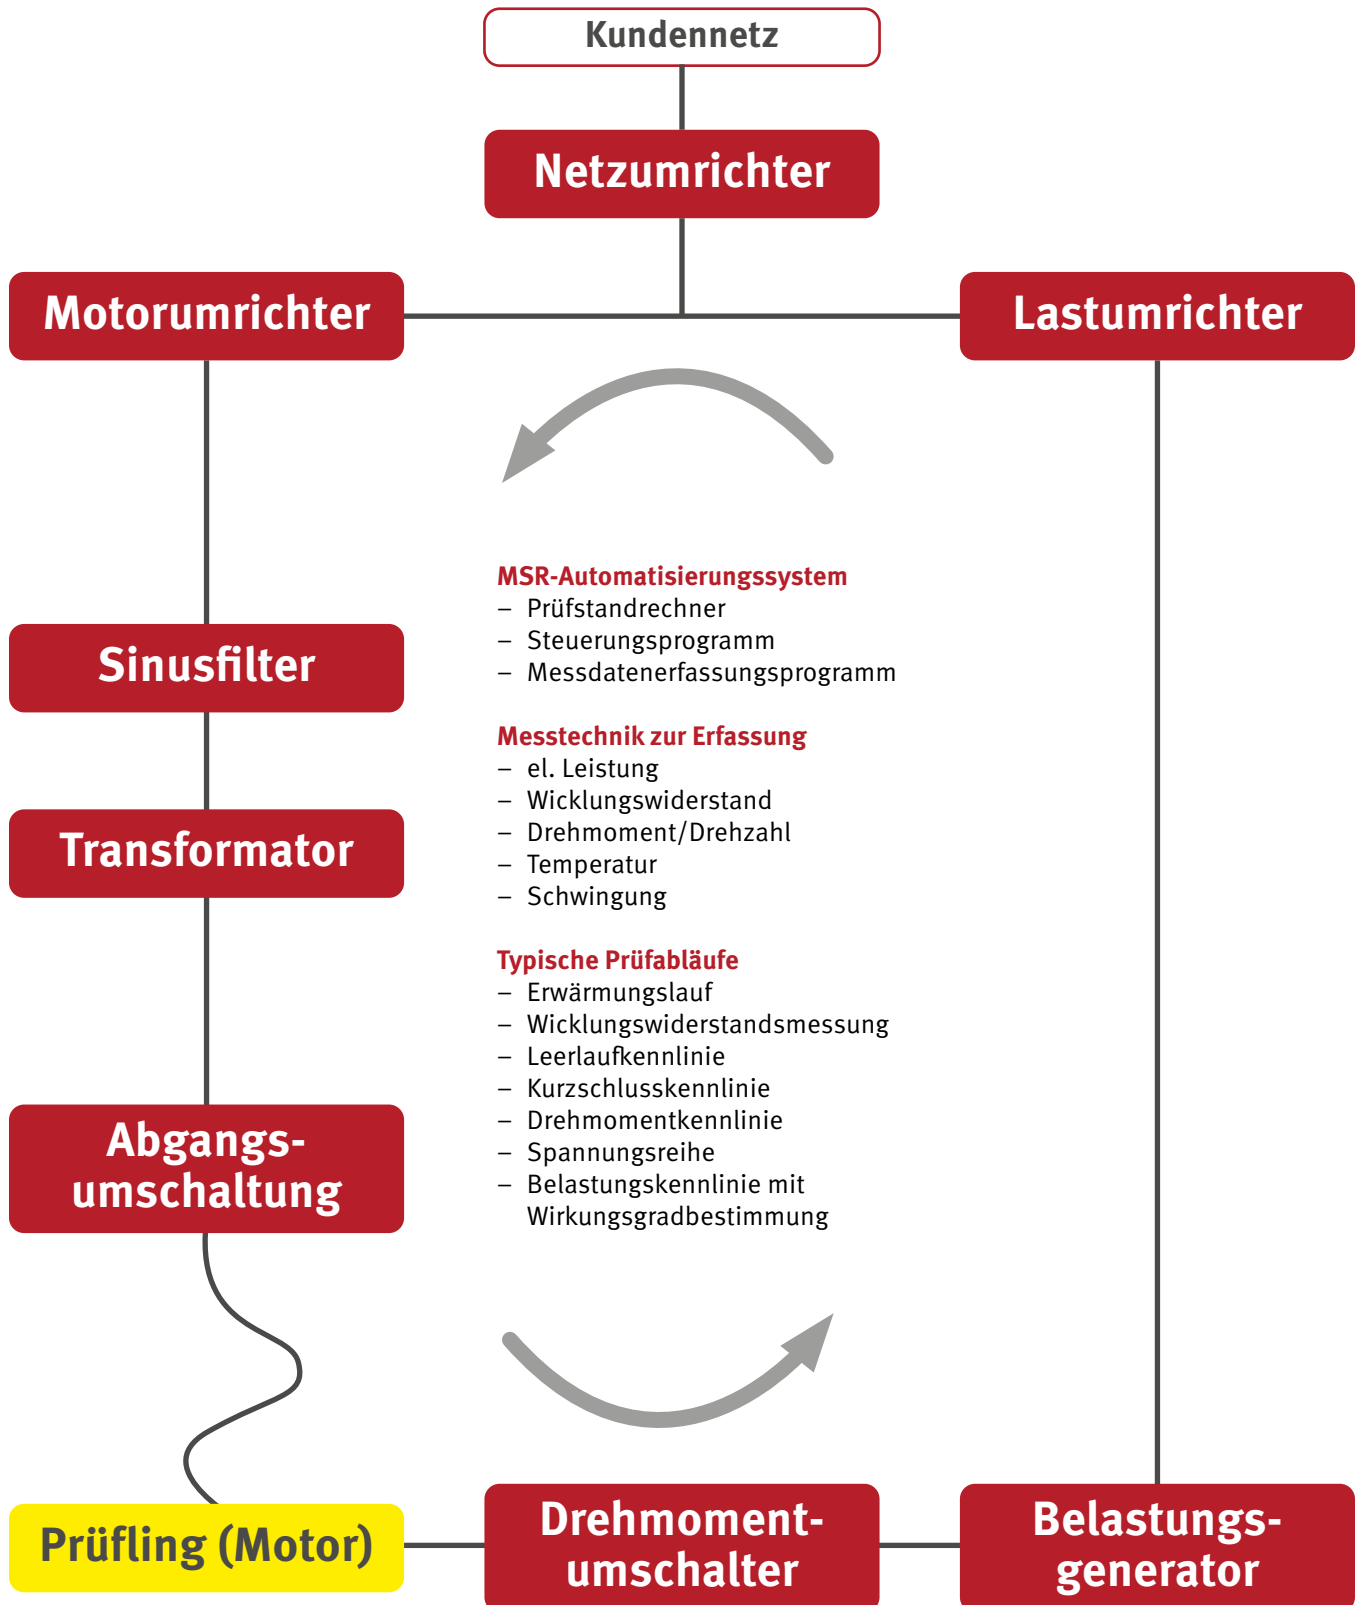 Kundennetz
Netzumrichter
Motorumrichter
Lastumrichter
MSR-Automatisierungssystem
– Prüfstandrechner
– Steuerungsprogramm
– Messdatenerfassungsprogramm
Sinusfilter
Messtechnik zur Erfassung
– el. Leistung
– Wicklungswiderstand
– Drehmoment/Drehzahl
– Temperatur
– Schwingung
Transformator
Typische Prüfabläufe
– Erwärmungslauf
– Wicklungswiderstandsmessung
– Leerlaufkennlinie
– Kurzschlusskennlinie
– Drehmomentkennlinie
– Spannungsreihe
– Belastungskennlinie mit
Wirkungsgradbestimmung
Abgangs-
umschaltung
Prüfling (Motor)
Drehmoment-
umschalter
Belastungs-
generator